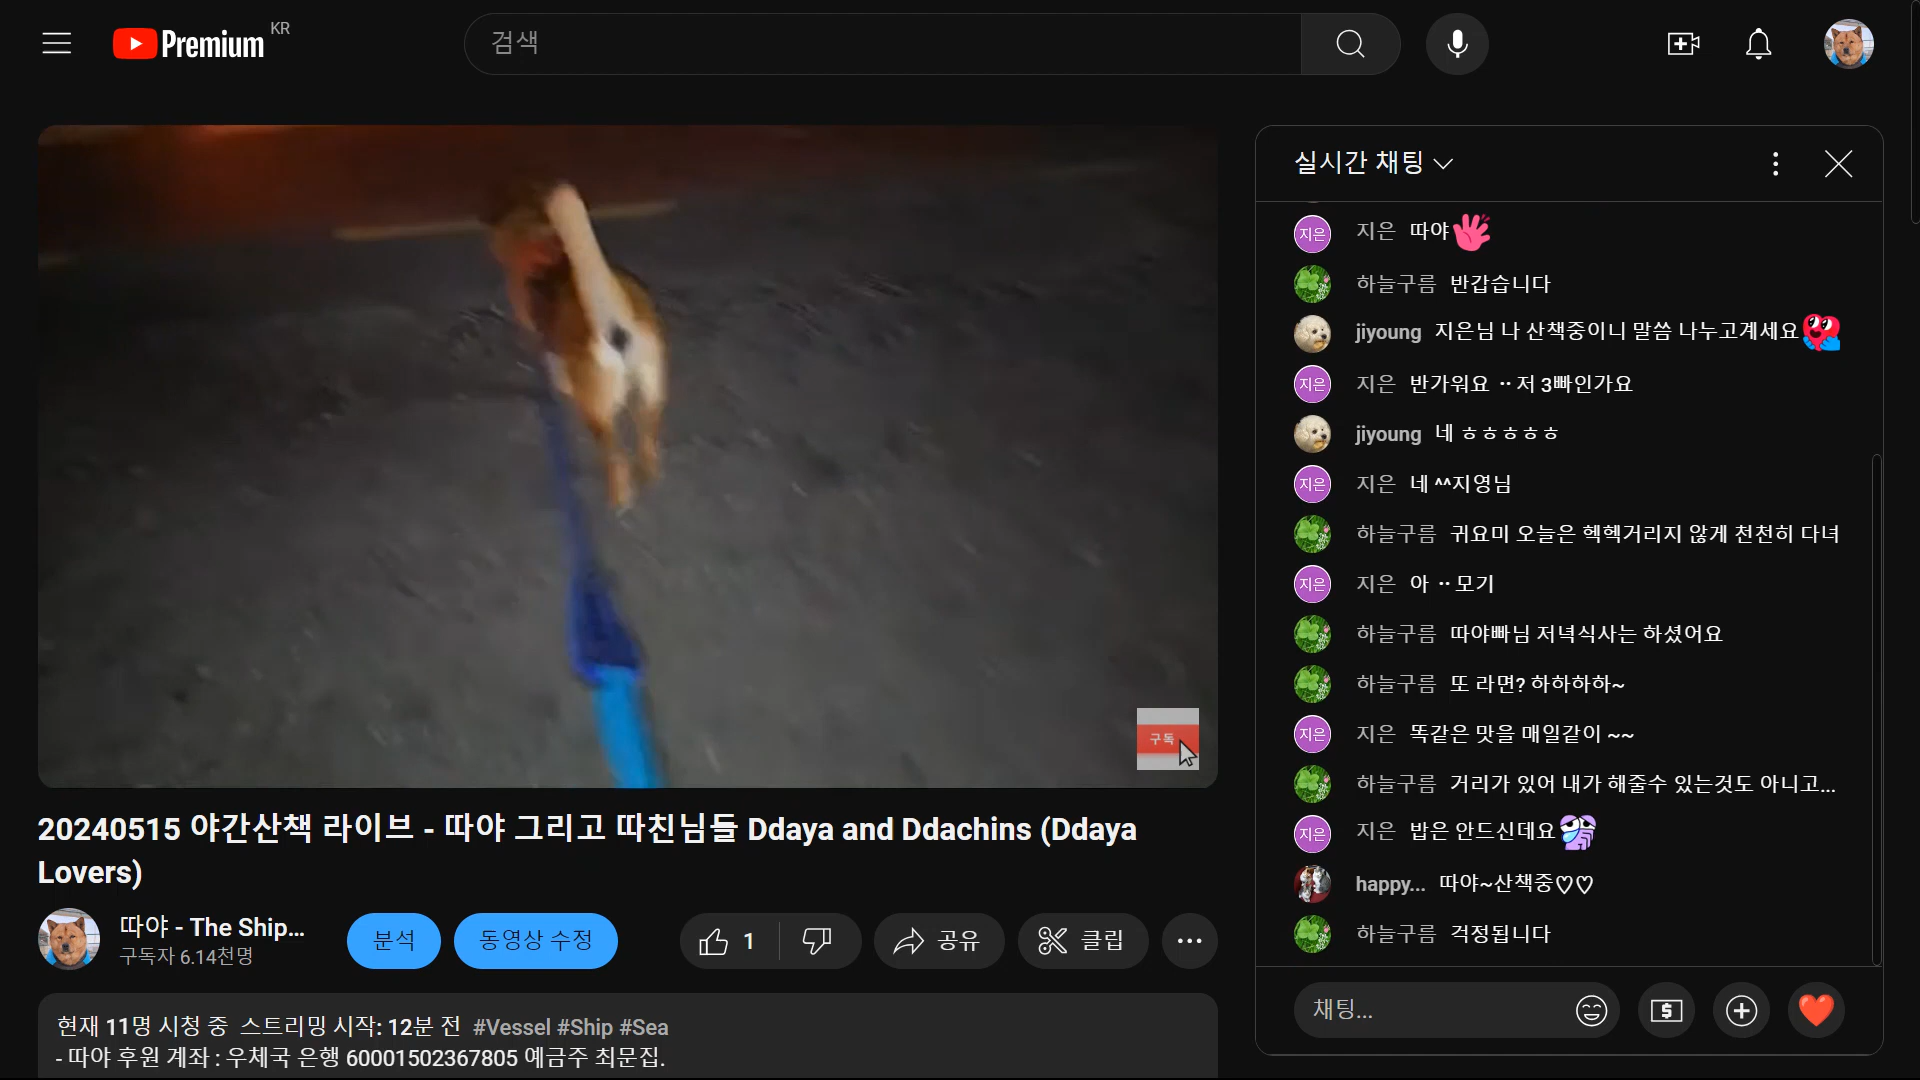 Premium KR
검색
실시간 채팅
지은 지은 따야
하늘구름 반갑습니다
jiyoung 지은님 나 산책중이니 말씀 나누고계세요
지은 지은 반가워요 ··저 3빠인가요
jiyoung 네 ㅎㅎㅎㅎㅎ
지은 지은 네 ^^지영님
하늘구름 귀요미 오늘은 헥헥거리지 않게 천천히 다녀
지은 지은 아 ··모기
하늘구름 따야빠님 저녁식사는 하셨어요
하늘구름 또 라면? 하하하하~
지은 지은 똑같은 맛을 매일같이 ~~
하늘구름 거리가 있어 내가 해줄수 있는것도 아니고...
지은 지은 밥은 안드신데요
happy... 따야~산책중♡♡
하늘구름 걱정됩니다
채팅...
구독
20240515 야간산책 라이브 - 따야 그리고 따친님들 Ddaya and Ddachins (Ddaya
Lovers)
따야 - The Ship...
구독자 6.14천명
분석
동영상 수정
1
공유
클립
현재 11명 시청 중 스트리밍 시작: 12분 전 #Vessel #Ship #Sea
- 따야 후원 계좌 : 우체국 은행 60001502367805 예금주 최문집.